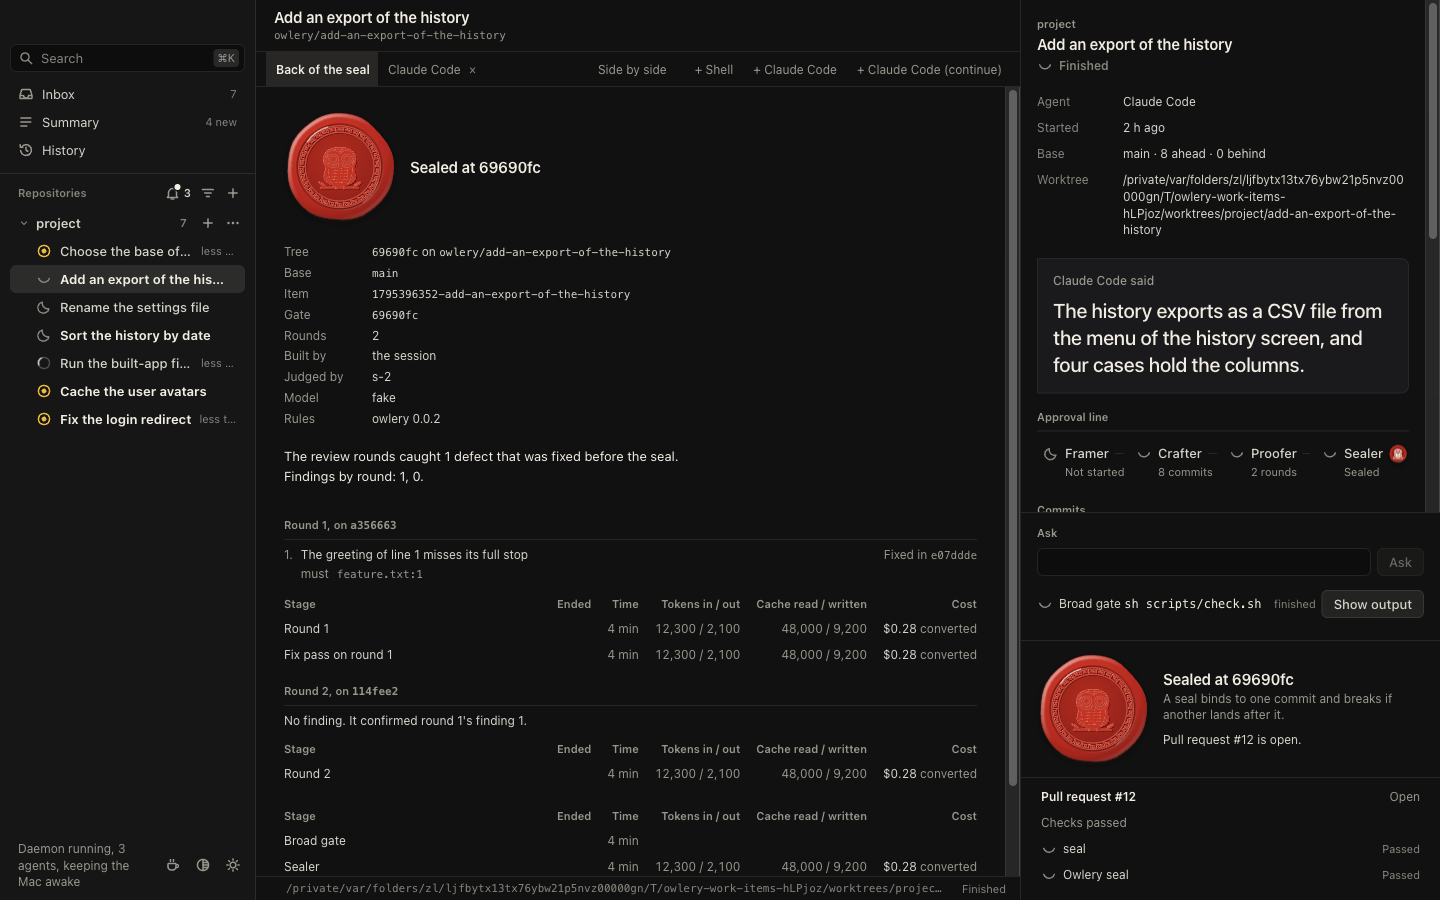 Search ⌘K
Inbox 7
Summary 4 new
History
Repositories 3
project 7
Choose the base of... less ...
Add an export of the his...
Rename the settings file
Sort the history by date
Run the built-app fi... less ...
Cache the user avatars
Fix the login redirect less t...
Daemon running, 3
agents, keeping the
Mac awake
Add an export of the history
owlery/add-an-export-of-the-history
Back of the seal Claude Code × Side by side + Shell + Claude Code + Claude Code (continue)
Sealed at 69690fc
Tree 69690fc on owlery/add-an-export-of-the-history
Base main
Item 1795396352-add-an-export-of-the-history
Gate 69690fc
Rounds 2
Built by the session
Judged by s-2
Model fake
Rules owlery 0.0.2
The review rounds caught 1 defect that was fixed before the seal.
Findings by round: 1, 0.
Round 1, on a356663
1. The greeting of line 1 misses its full stop Fixed in e07ddde
must feature.txt:1
Stage Ended Time Tokens in / out Cache read / written Cost
Round 1 4 min 12,300 / 2,100 48,000 / 9,200 $0.28 converted
Fix pass on round 1 4 min 12,300 / 2,100 48,000 / 9,200 $0.28 converted
Round 2, on 114fee2
No finding. It confirmed round 1's finding 1.
Stage Ended Time Tokens in / out Cache read / written Cost
Round 2 4 min 12,300 / 2,100 48,000 / 9,200 $0.28 converted
Stage Ended Time Tokens in / out Cache read / written Cost
Broad gate 4 min
Sealer 4 min 12,300 / 2,100 48,000 / 9,200 $0.28 converted
/private/var/folders/zl/ljfbytx13tx76ybw21p5nvz00000gn/T/owlery-work-items-hLPjoz/worktrees/projec... Finished
project
Add an export of the history
Finished
Agent Claude Code
Started 2 h ago
Base main · 8 ahead · 0 behind
Worktree /private/var/folders/zl/ljfbytx13tx76ybw21p5nvz00
000gn/T/owlery-work-items-
hLPjoz/worktrees/project/add-an-export-of-the-
history
Claude Code said
The history exports as a CSV file from
the menu of the history screen, and
four cases hold the columns.
Approval line
Framer Crafter Proofer Sealer
Not started 8 commits 2 rounds Sealed
Commits
Ask
Ask
Broad gate sh scripts/check.sh finished Show output
Sealed at 69690fc
A seal binds to one commit and breaks if
another lands after it.
Pull request #12 is open.
Pull request #12 Open
Checks passed
seal Passed
Owlery seal Passed